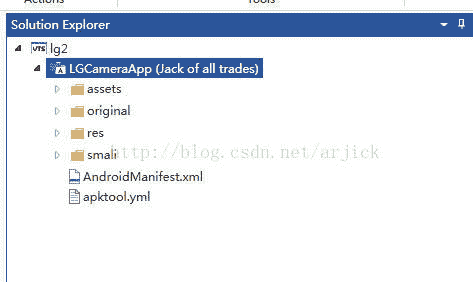 Actions Tools
Solution Explorer
VTS lg2
LGCameraApp (Jack of all trades)
assets
original
res
smali
http://blog.csdn.net/arjick
AndroidManifest.xml
apktool.yml